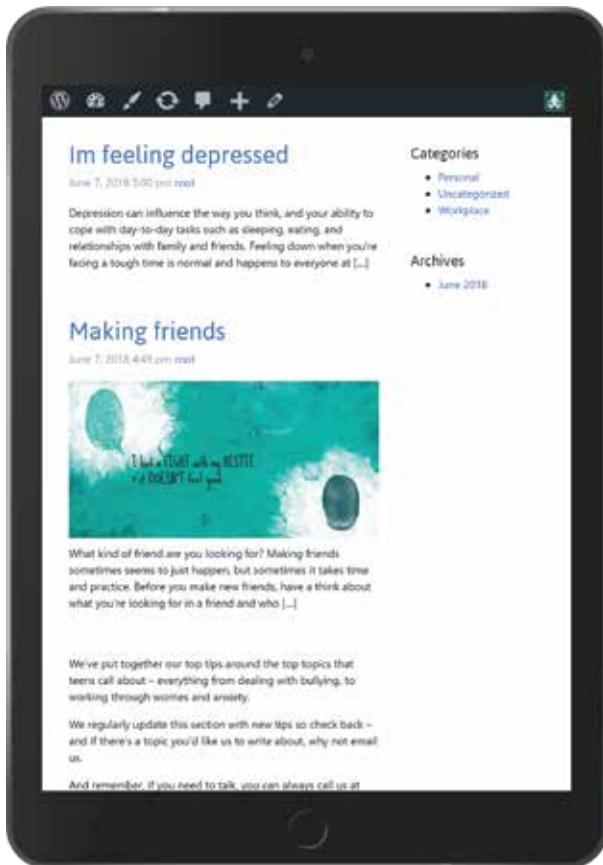 Im feeling depressed
June 7, 2018 5:00 pm root
Depression can influence the way you think, and your ability to
cope with day-to-day tasks such as sleeping, eating, and
relationships with family and friends. Feeling down when you're
facing a tough time is normal and happens to everyone at [...]
Making friends
June 7, 2018 4:49 pm root
I had a FIGHT with my BESTIE
+ it DOESN'T feel good
What kind of friend are you looking for? Making friends
sometimes seems to just happen, but sometimes it takes time
and practice. Before you make new friends, have a think about
what you're looking for in a friend and who [...]
We've put together our top tips around the top topics that
teens call about – everything from dealing with bullying, to
working through worries and anxiety.
We regularly update this section with new tips so check back –
and if there's a topic you'd like us to write about, why not email
us.
And remember, if you need to talk, you can always call us at
Categories
Personal
Uncategorized
Workplace
Archives
June 2018